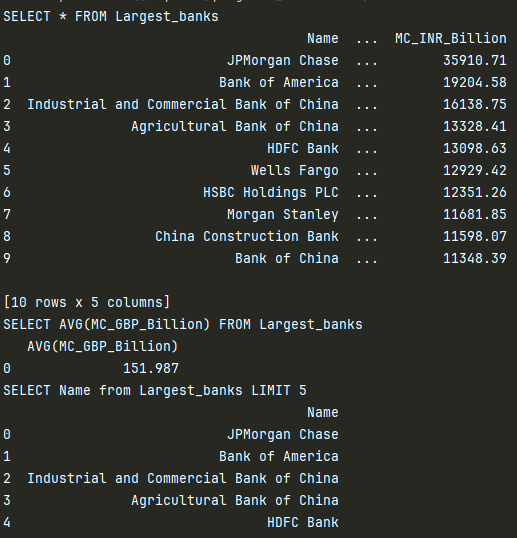 SELECT * FROM Largest_banks
Name ... MC_INR_Billion
0 JPMorgan Chase ... 35910.71
1 Bank of America ... 19204.58
2 Industrial and Commercial Bank of China ... 16138.75
3 Agricultural Bank of China ... 13328.41
4 HDFC Bank ... 13098.63
5 Wells Fargo ... 12929.42
6 HSBC Holdings PLC ... 12351.26
7 Morgan Stanley ... 11681.85
8 China Construction Bank ... 11598.07
9 Bank of China ... 11348.39
[10 rows x 5 columns]
SELECT AVG(MC_GBP_Billion) FROM Largest_banks
AVG(MC_GBP_Billion)
0 151.987
SELECT Name from Largest_banks LIMIT 5
Name
0 JPMorgan Chase
1 Bank of America
2 Industrial and Commercial Bank of China
3 Agricultural Bank of China
4 HDFC Bank